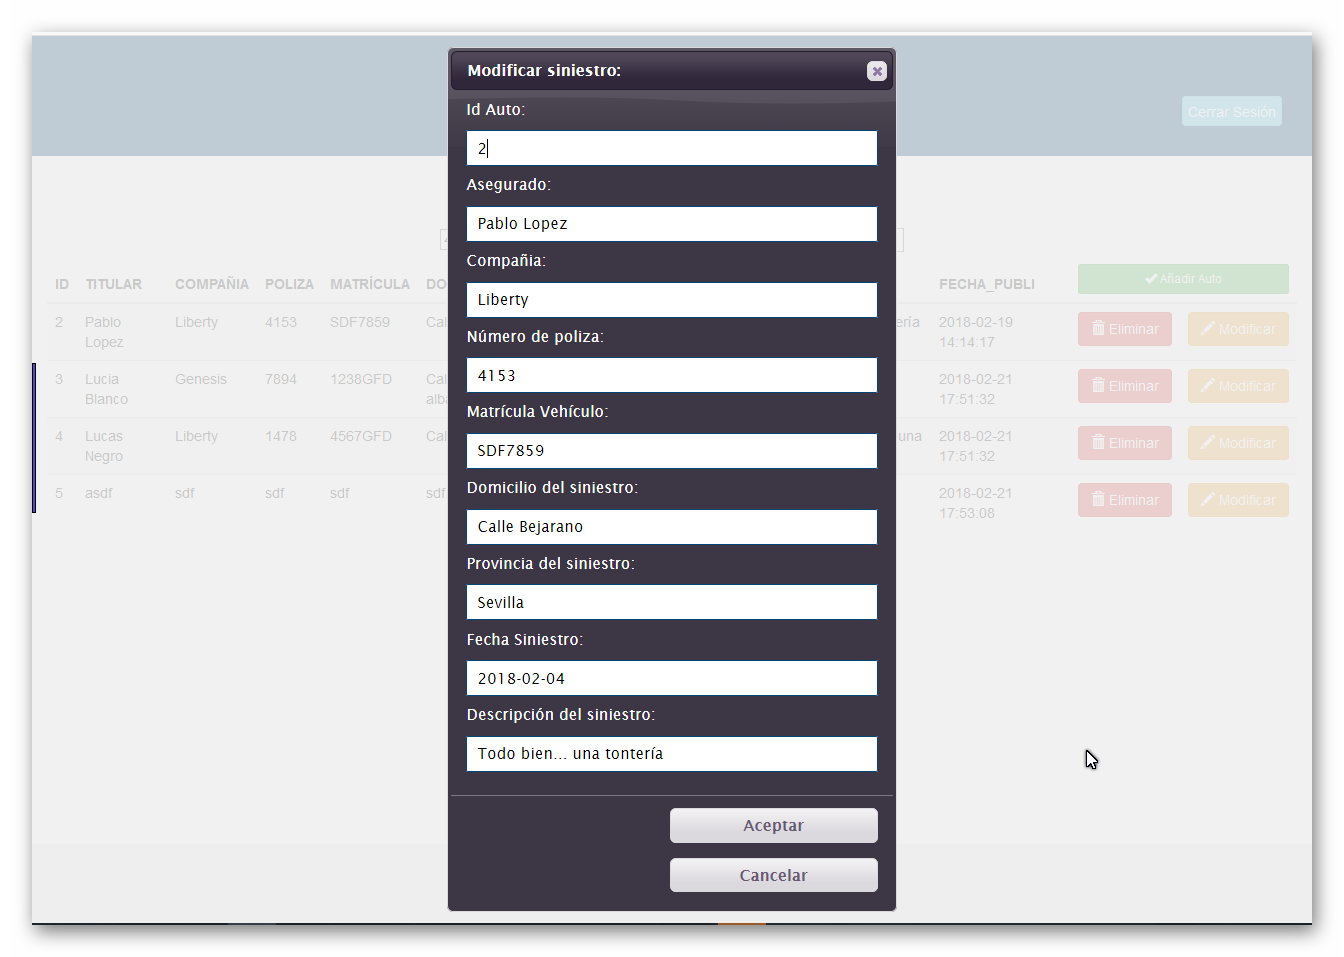 Modificar siniestro:
Cerrar Sesión
Id Auto:
2
Asegurado:
Pablo Lopez
Compañia:
Liberty
Número de poliza:
4153
Matrícula Vehículo:
SDF7859
Domicilio del siniestro:
Calle Bejarano
Provincia del siniestro:
Sevilla
Fecha Siniestro:
2018-02-04
Descripción del siniestro:
Todo bien... una tontería
Aceptar
Cancelar
ID TITULAR COMPAÑIA POLIZA MATRÍCULA DO FECHA_PUBLI Añadir Auto
2 Pablo Liberty 4153 SDF7859 Cal ería 2018-02-19 Eliminar Modificar
Lopez 14:14:17
3 Lucia Genesis 7894 1238GFD Cal 2018-02-21 Eliminar Modificar
Blanco alba 17:51:32
4 Lucas Liberty 1478 4567GFD Cal una 2018-02-21 Eliminar Modificar
Negro 17:51:32
5 asdf sdf sdf sdf sdf 2018-02-21 Eliminar Modificar
17:53:08